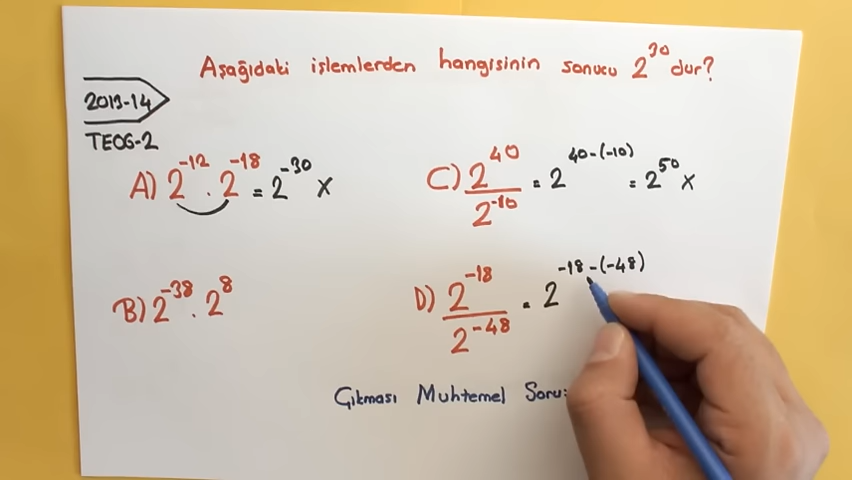 Aşağıdaki işlemlerden hangisinin sonucu 2^30 dur?
2013-14
TEOG-2
A) 2^-12 . 2^-18 = 2^-30 x
C) 2^40 / 2^-10 = 2^40-(-10) = 2^50 x
B) 2^-38 . 2^8
D) 2^-18 / 2^-48 = 2^-18-(-48)
Çıkması Muhtemel Soru